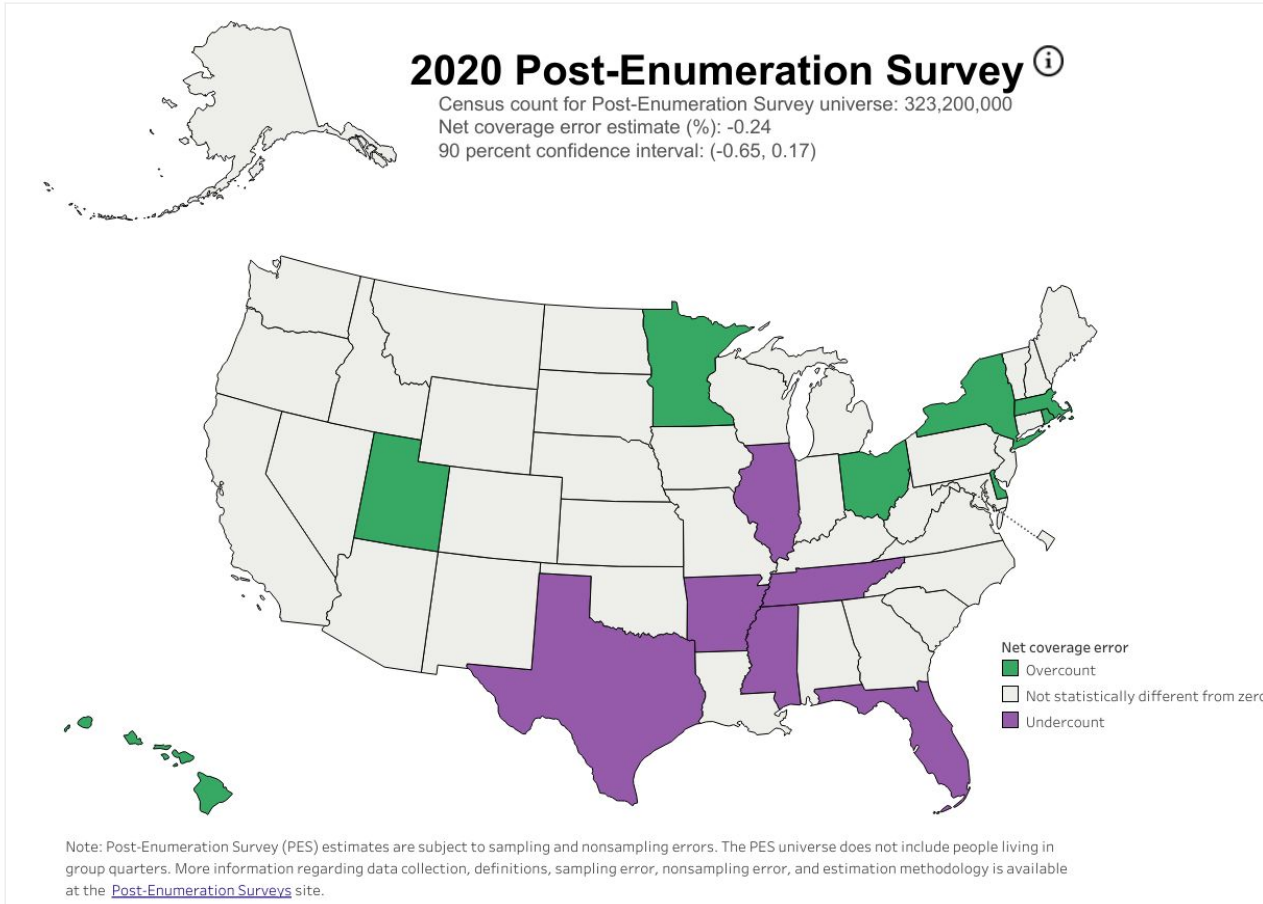 2020 Post-Enumeration Survey
Census count for Post-Enumeration Survey universe: 323,200,000
Net coverage error estimate (%): -0.24
90 percent confidence interval: (-0.65, 0.17)
Net coverage error
Overcount
Not statistically different from zero
Undercount
Note: Post-Enumeration Survey (PES) estimates are subject to sampling and nonsampling errors. The PES universe does not include people living in
group quarters. More information regarding data collection, definitions, sampling error, nonsampling error, and estimation methodology is available
at the Post-Enumeration Surveys site.